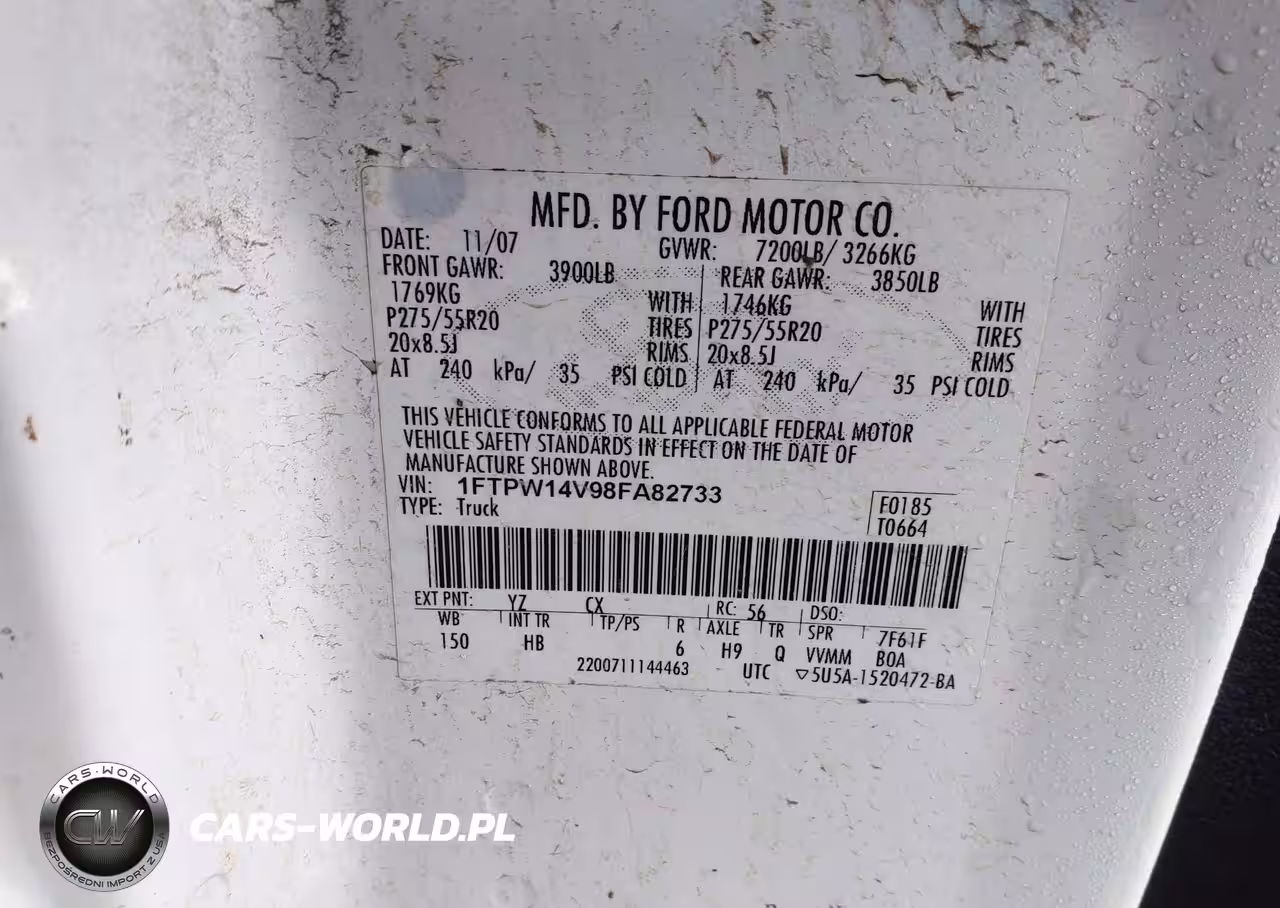 MFD. BY FORD MOTOR CO.
DATE: 11/07 GVWR: 7200LB/ 3266KG
FRONT GAWR: 3900LB REAR GAWR: 3850LB
1769KG WITH 1746KG WITH
P275/55R20 TIRES P275/55R20 TIRES
20x8.5J RIMS 20x8.5J RIMS
AT 240 kPa/ 35 PSI COLD AT 240 kPa/ 35 PSI COLD
THIS VEHICLE CONFORMS TO ALL APPLICABLE FEDERAL MOTOR
VEHICLE SAFETY STANDARDS IN EFFECT ON THE DATE OF
MANUFACTURE SHOWN ABOVE.
VIN: 1FTPW14V98FA82733
TYPE: Truck
F0185
T0664
EXT PNT: YZ CX RC: 56 DSO:
WB INT TR TP/PS R AXLE TR SPR 7F61F
150 HB 6 H9 Q VVMM B0A
2200711144463 UTC ▽5U5A-1520472-BA
CARS-WORLD
CW
BEZPOŚREDNI IMPORT Z USA
CARS-WORLD.PL